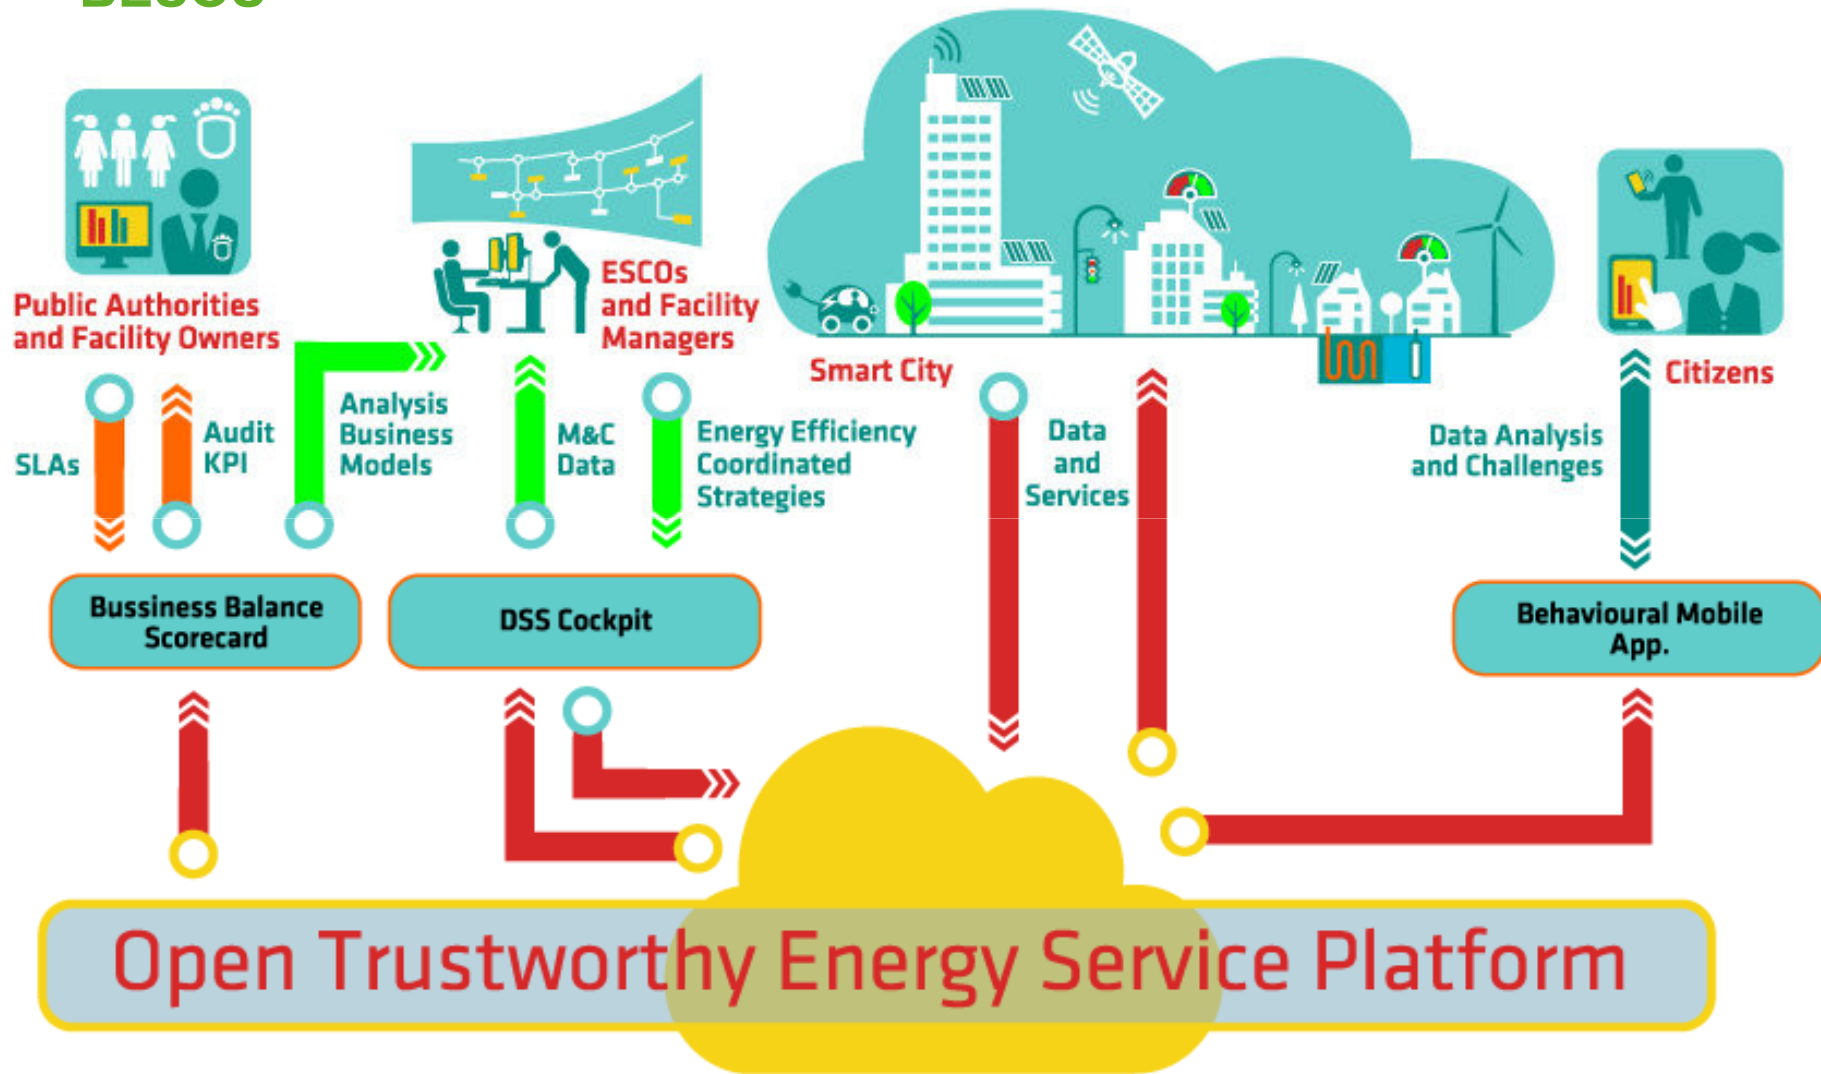 Public Authorities
and Facility Owners
ESCOs
and Facility
Managers
Smart City
Citizens
SLAs
Audit
KPI
Analysis
Business
Models
M&C
Data
Energy Efficiency
Coordinated
Strategies
Data
and
Services
Data Analysis
and Challenges
Bussiness Balance
Scorecard
DSS Cockpit
Behavioural Mobile
App.
Open Trustworthy Energy Service Platform